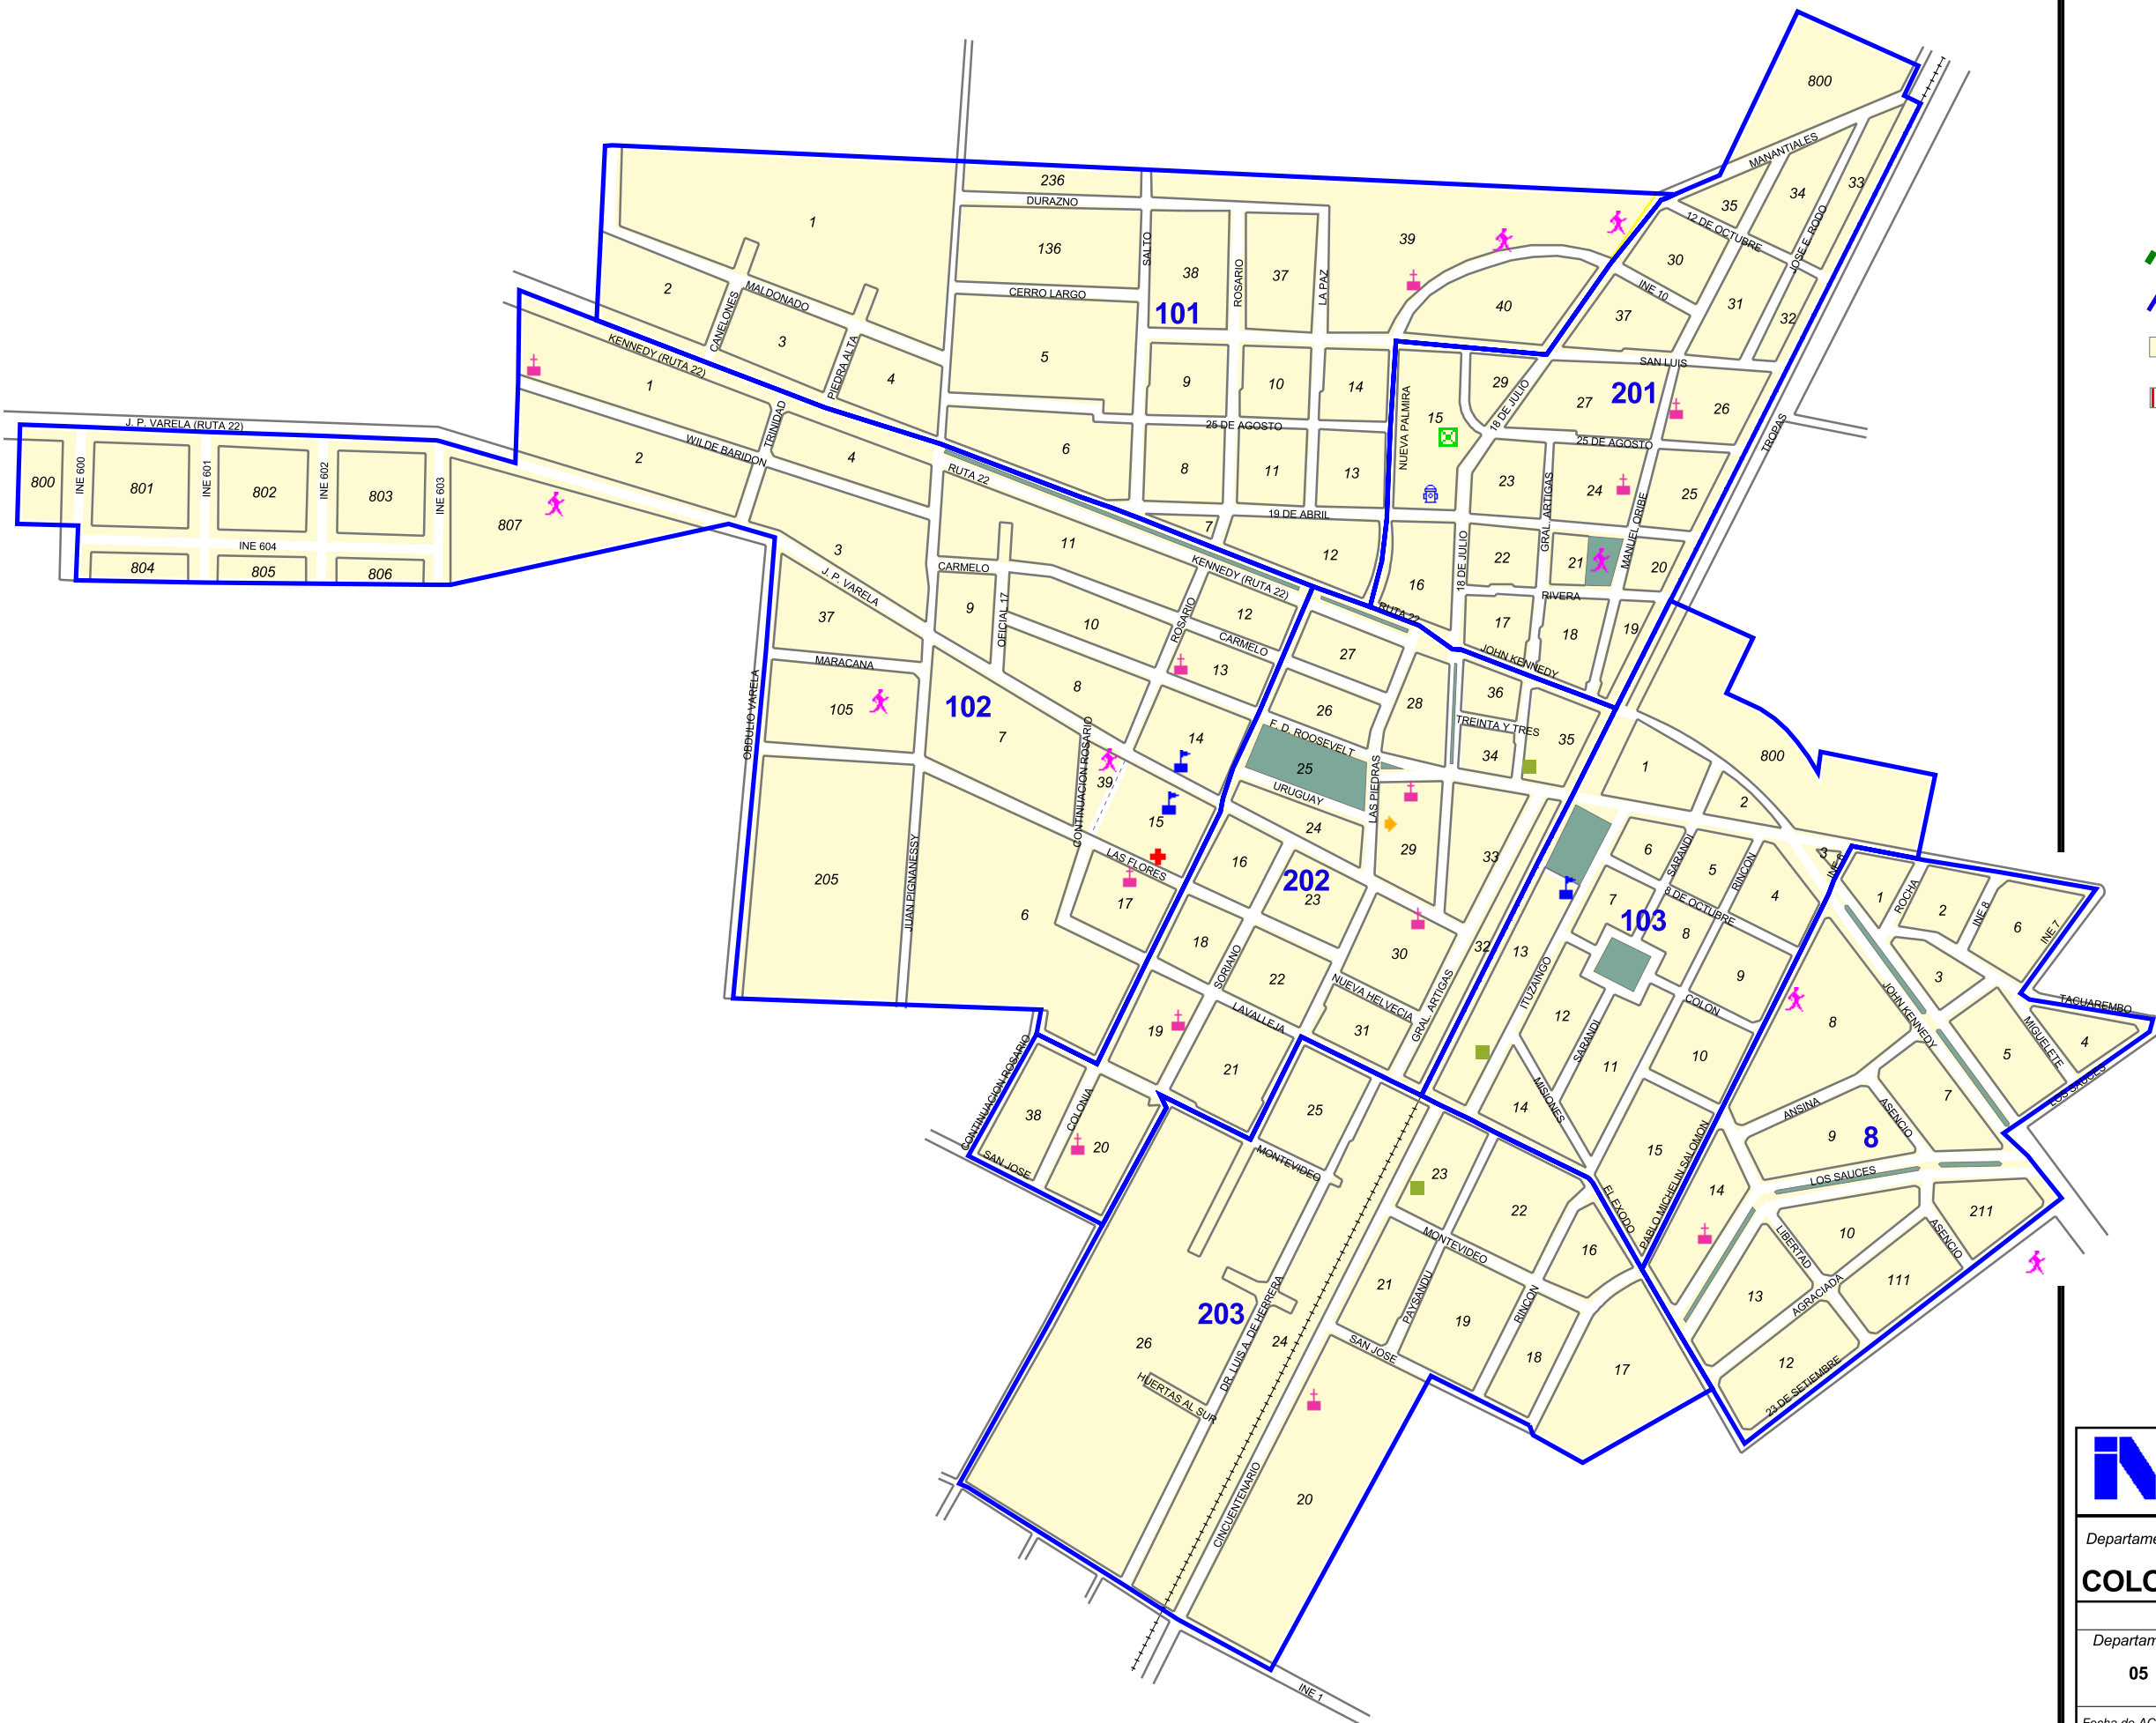 800
MANANTIALES
33
34
35
JOSE E. RODO
12 DE OCTUBRE
236
DURAZNO
1
136
SALTO
38
ROSARIO
37
LA PAZ
39
30
INE 10
31
32
2
MALDONADO
CANELONES
CERRO LARGO
101
40
37
3
PIEDRA ALTA
4
5
SAN LUIS
KENNEDY (RUTA 22)
1
9
10
14
NUEVA PALMIRA
29
18 DE JULIO
27
201
26
15
TROPAS
J. P. VARELA (RUTA 22)
TRINIDAD
WILDE BARIDON
25 DE AGOSTO
25 DE AGOSTO
2
4
6
RUTA 22
8
11
13
23
GRAL. ARTIGAS
24
25
MANUEL ORIBE
800
INE 600
801
INE 601
802
INE 602
803
INE 603
807
19 DE ABRIL
7
12
INE 604
804
805
806
3
J. P. VARELA
11
CARMELO
KENNEDY (RUTA 22)
16
18 DE JULIO
22
21
20
RIVERA
37
9
OFICIAL 17
10
ROSARIO
12
CARMELO
RUTA 22
17
18
19
JOHN KENNEDY
MARACANA
13
27
8
105
OBDULIO VARELA
102
7
CONTINUACION ROSARIO
14
26
28
36
TREINTA Y TRES
F. D. ROOSEVELT
34
35
39
25
URUGUAY
LAS PIEDRAS
1
800
2
15
24
LAS FLORES
16
29
33
6
SARANDI
5
RINCON
3
INE 6
205
JUAN PIGNANESSY
6
17
202
23
7
8 DE OCTUBRE
4
103
8
1
ROCHA
2
INE 8
6
INE 7
18
SORIANO
22
30
NUEVA HELVECIA
GRAL. ARTIGAS
32
13
ITUZAINGO
9
3
COLON
TACUAREMBO
19
LAVALLEJA
31
12
SARANDI
8
JOHN KENNEDY
MIGUELETE
4
5
CONTINUACION ROSARIO
21
11
10
LOS SAUCES
38
COLONIA
20
25
MISIONES
14
7
ANSINA
ASENCIO
9
8
SAN JOSE
MONTEVIDEO
23
15
EL EXODO
PABLO MICHELIN SALOMON
14
LOS SAUCES
22
MONTEVIDEO
16
LIBERTAD
10
ASENCIO
211
203
26
DR. LUIS A. DE HERRERA
24
21
PAYSANDU
19
RINCON
13
AGRACIADA
111
SAN JOSE
18
17
12
23 DE SETIEMBRE
HUERTAS AL SUR
20
CINCUENTENARIO
INE 1
Departame
COLO
Departam
05
Fecha de AC